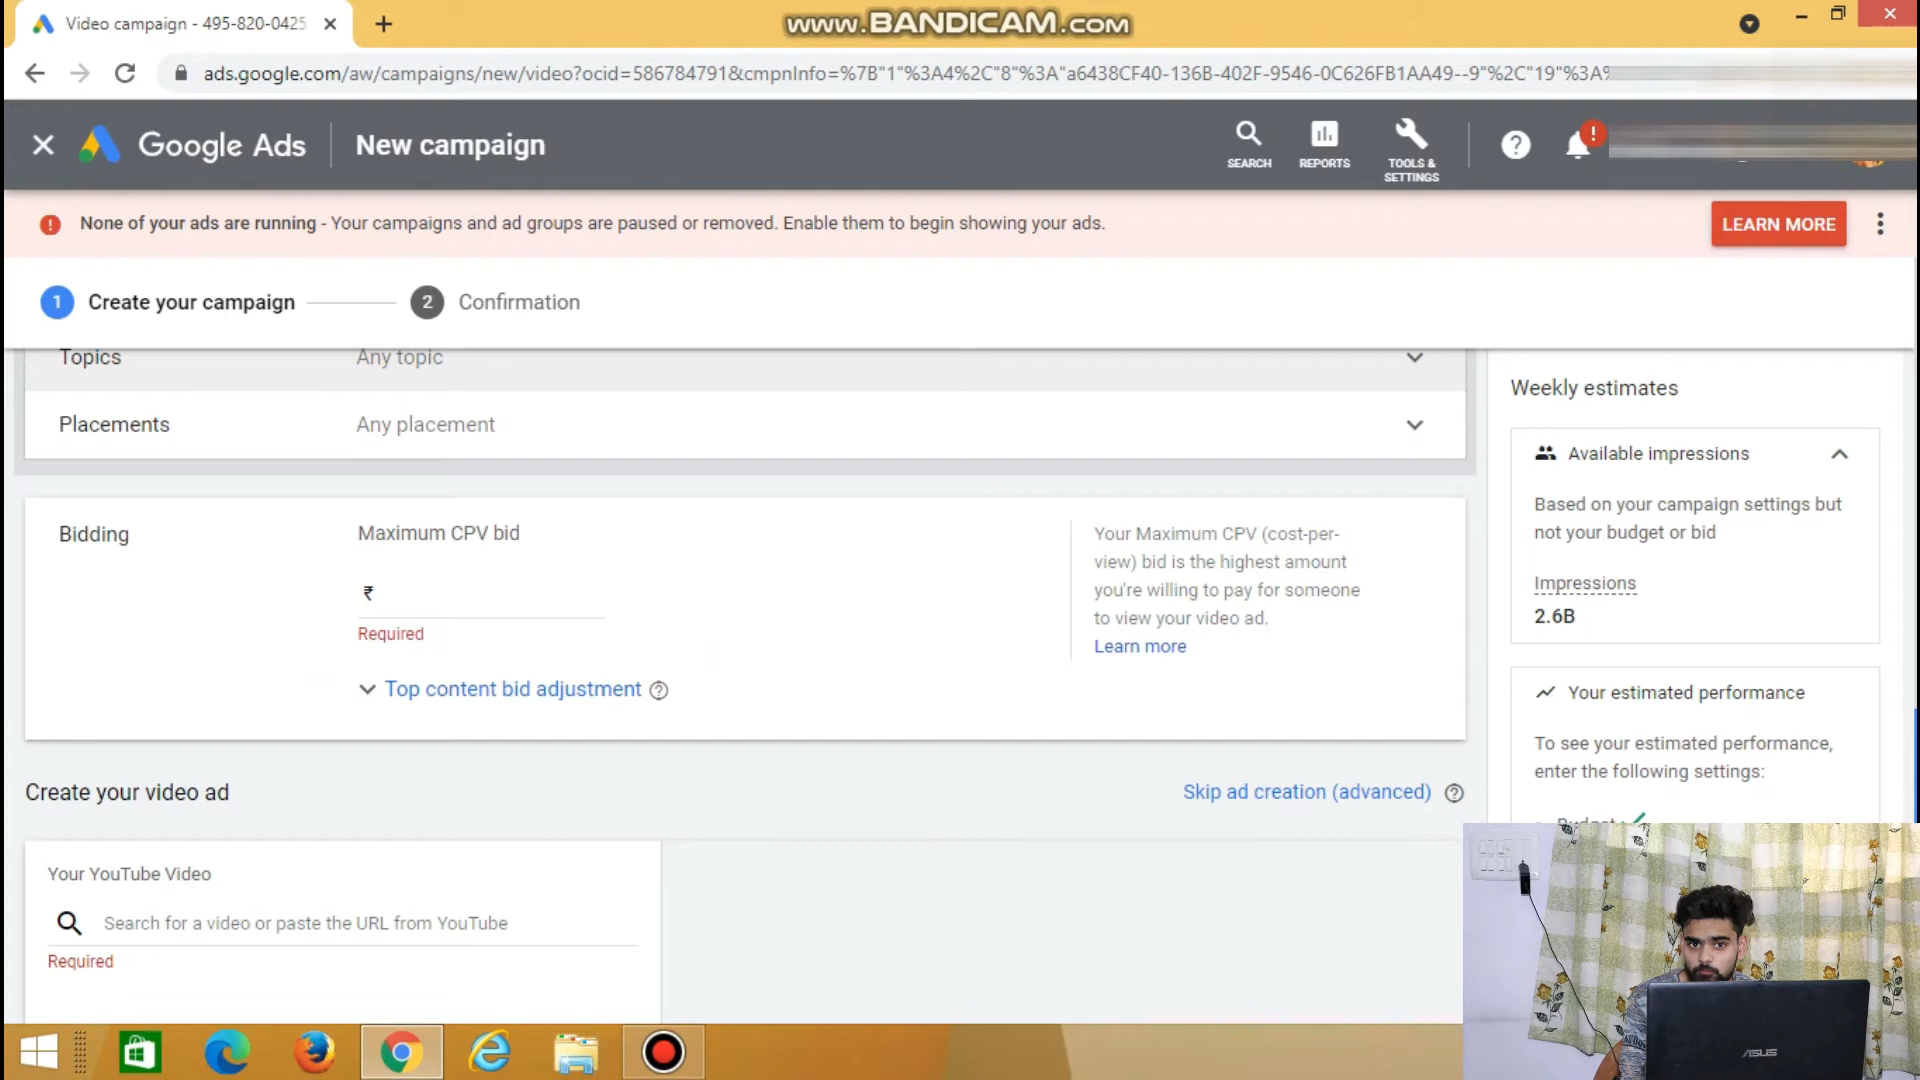 Video campaign - 495-820-0425
www.BANDICAM.com
ads.google.com/aw/campaigns/new/video?ocid=586784791&cmpnInfo=%7B"1"%3A4%2C"8"%3A"a6438CF40-136B-402F-9546-0C626FB1AA49--9"%2C"19"%3A
Google Ads
New campaign
SEARCH
REPORTS
TOOLS &
SETTINGS
None of your ads are running - Your campaigns and ad groups are paused or removed. Enable them to begin showing your ads.
LEARN MORE
1 Create your campaign
2 Confirmation
Topics
Any topic
Placements
Any placement
Bidding
Maximum CPV bid
₹
Required
Top content bid adjustment
Your Maximum CPV (cost-per-
view) bid is the highest amount
you're willing to pay for someone
to view your video ad.
Learn more
Create your video ad
Skip ad creation (advanced)
Your YouTube Video
Search for a video or paste the URL from YouTube
Required
Weekly estimates
Available impressions
Based on your campaign settings but
not your budget or bid
Impressions
2.6B
Your estimated performance
To see your estimated performance,
enter the following settings:
Budget
ASUS